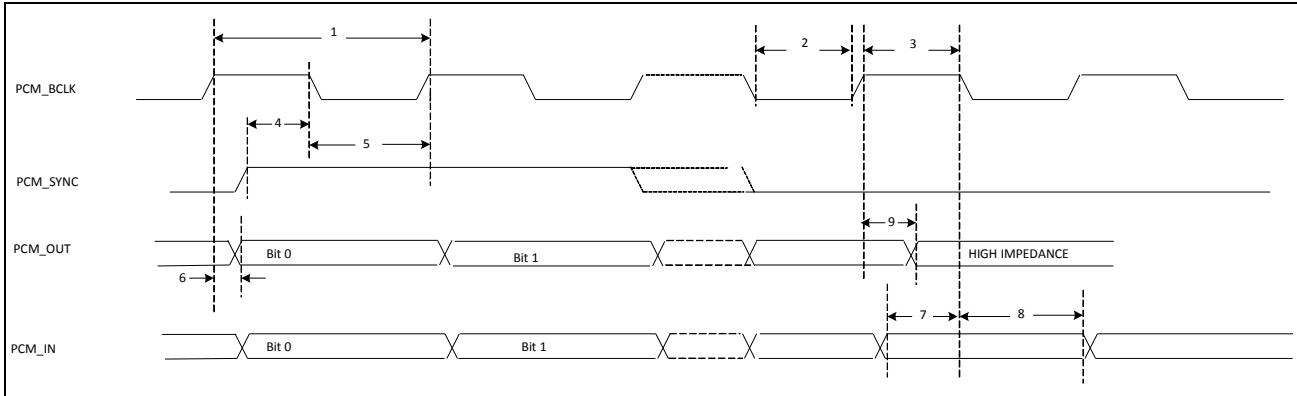 1
2
3
PCM_BCLK
4
5
PCM_SYNC
9
PCM_OUT
Bit 0
Bit 1
HIGH IMPEDANCE
6
7
8
PCM_IN
Bit 0
Bit 1